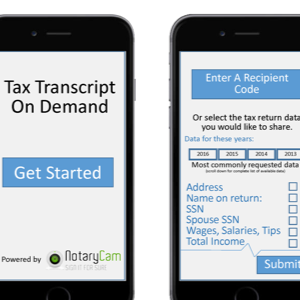 Tax Transcript
On Demand
Get Started
Powered by NotaryCam
Enter A Recipient
Code
Or select the tax return data
you would like to share.
Data for these years:
2016 2015 2014 2013
Most commonly requested data
(scroll down for complete list of available data)
Address
Name on return:
SSN
Spouse SSN
Wages, Salaries, Tips
Total Income
Submit